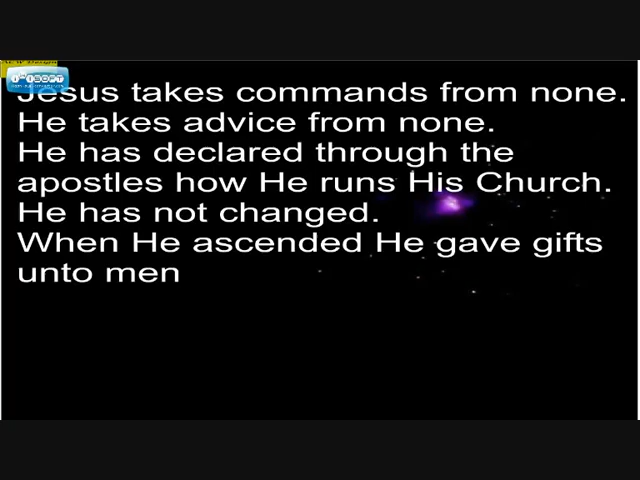 Jesus takes commands from none.
He takes advice from none.
He has declared through the
apostles how He runs His Church.
He has not changed.
When He ascended He gave gifts
unto men